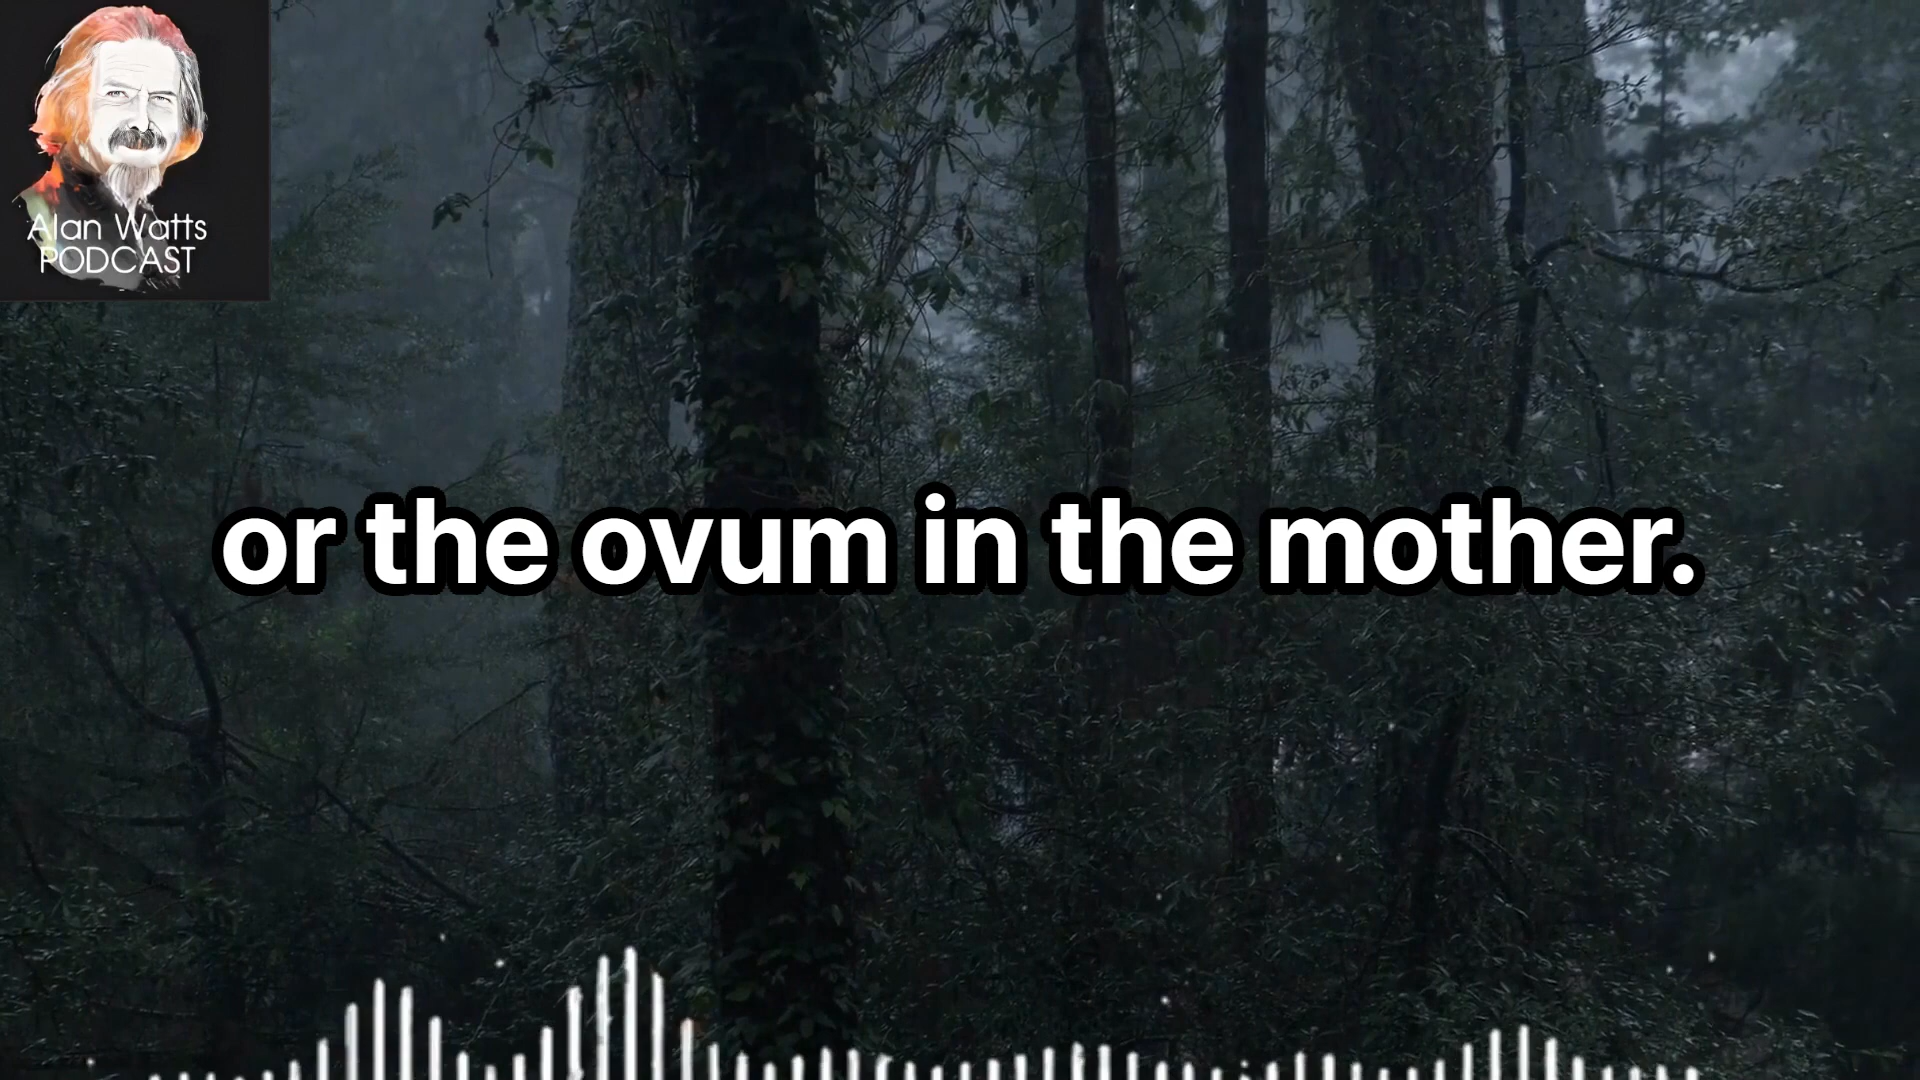 Alan Watts
PODCAST
or the ovum in the mother.